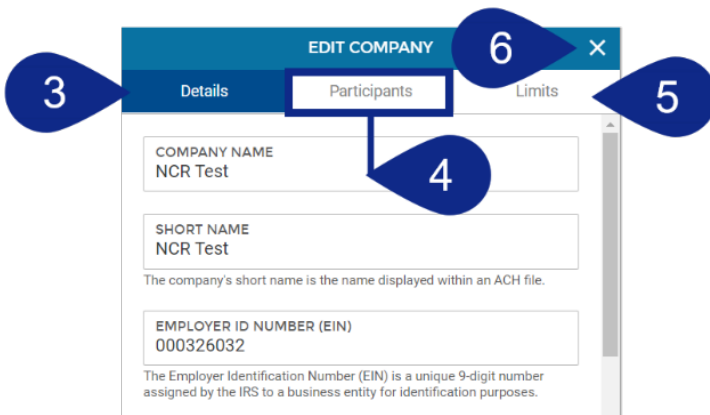 EDIT COMPANY 6 ×
3 Details Participants Limits 5
COMPANY NAME
NCR Test
4
SHORT NAME
NCR Test
The company's short name is the name displayed within an ACH file.
EMPLOYER ID NUMBER (EIN)
000326032
The Employer Identification Number (EIN) is a unique 9-digit number
assigned by the IRS to a business entity for identification purposes.